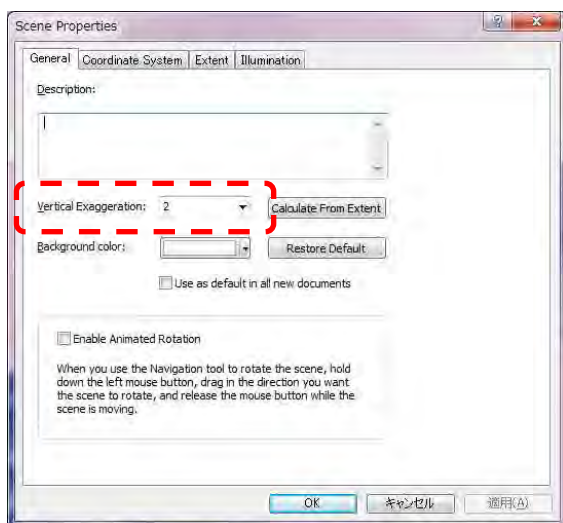 Scene Properties
General Coordinate System Extent Illumination
Description:
Vertical Exaggeration: 2 Calculate From Extent
Background color: Restore Default
Use as default in all new documents
Enable Animated Rotation
When you use the Navigation tool to rotate the scene, hold
down the left mouse button, drag in the direction you want
the scene to rotate, and release the mouse button while the
scene is moving.
OK キャンセル 適用(A)